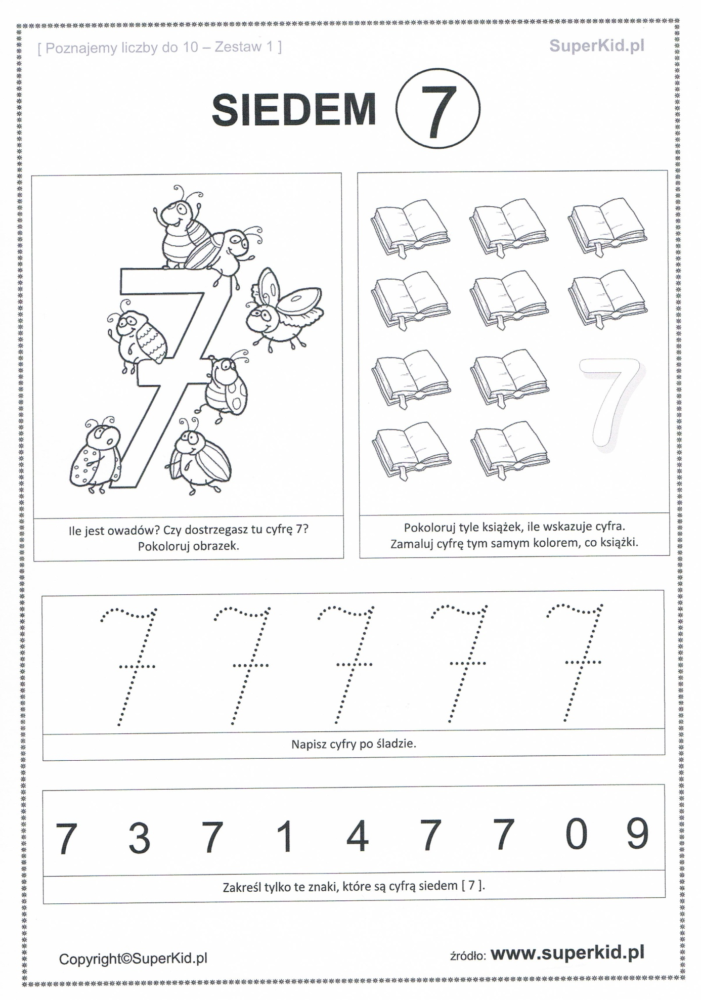 [ Poznajemy liczby do 10 – Zestaw 1 ]
SuperKid.pl
SIEDEM 7
7
7
Ile jest owadów? Czy dostrzegasz tu cyfrę 7?
Pokoloruj obrazek.
Pokoloruj tyle książek, ile wskazuje cyfra.
Zamaluj cyfrę tym samym kolorem, co książki.
7 7 7 7 7
Napisz cyfry po śladzie.
7 3 7 1 4 7 7 0 9
Zakreśl tylko te znaki, które są cyfrą siedem [ 7 ].
Copyright©SuperKid.pl
źródło: www.superkid.pl